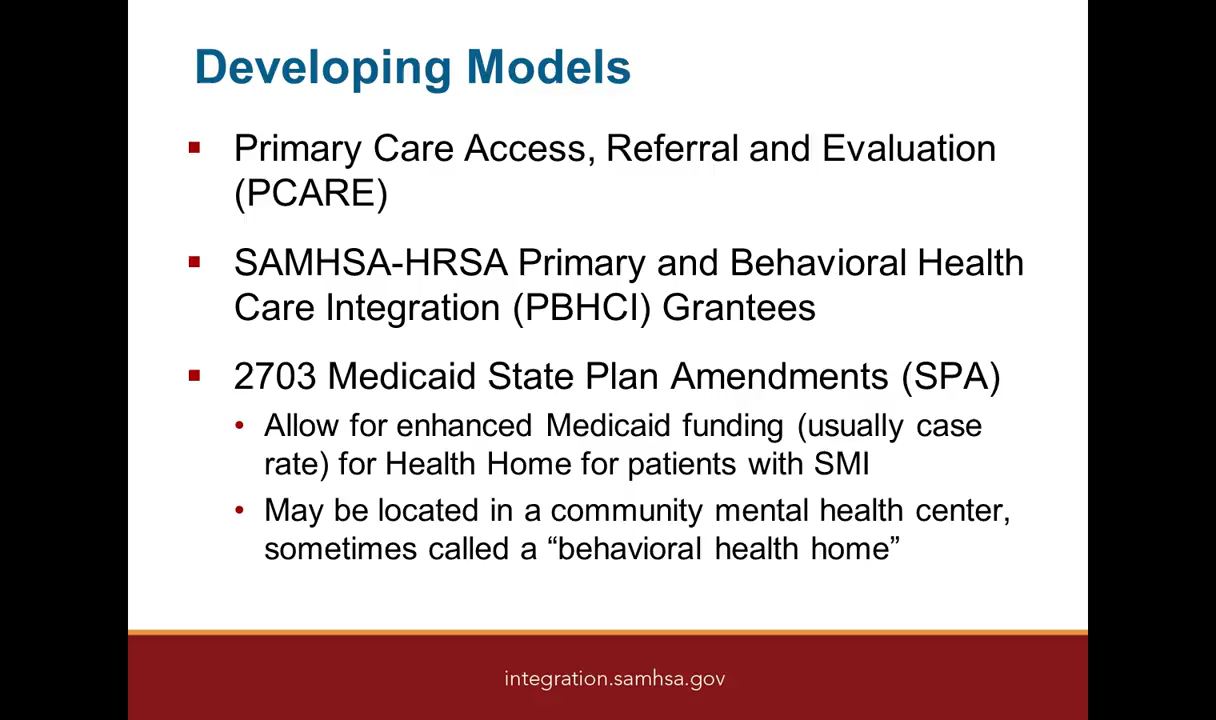 Developing Models
▪ Primary Care Access, Referral and Evaluation
(PCARE)
▪ SAMHSA-HRSA Primary and Behavioral Health
Care Integration (PBHCI) Grantees
▪ 2703 Medicaid State Plan Amendments (SPA)
• Allow for enhanced Medicaid funding (usually case
rate) for Health Home for patients with SMI
• May be located in a community mental health center,
sometimes called a “behavioral health home”
integration.samhsa.gov